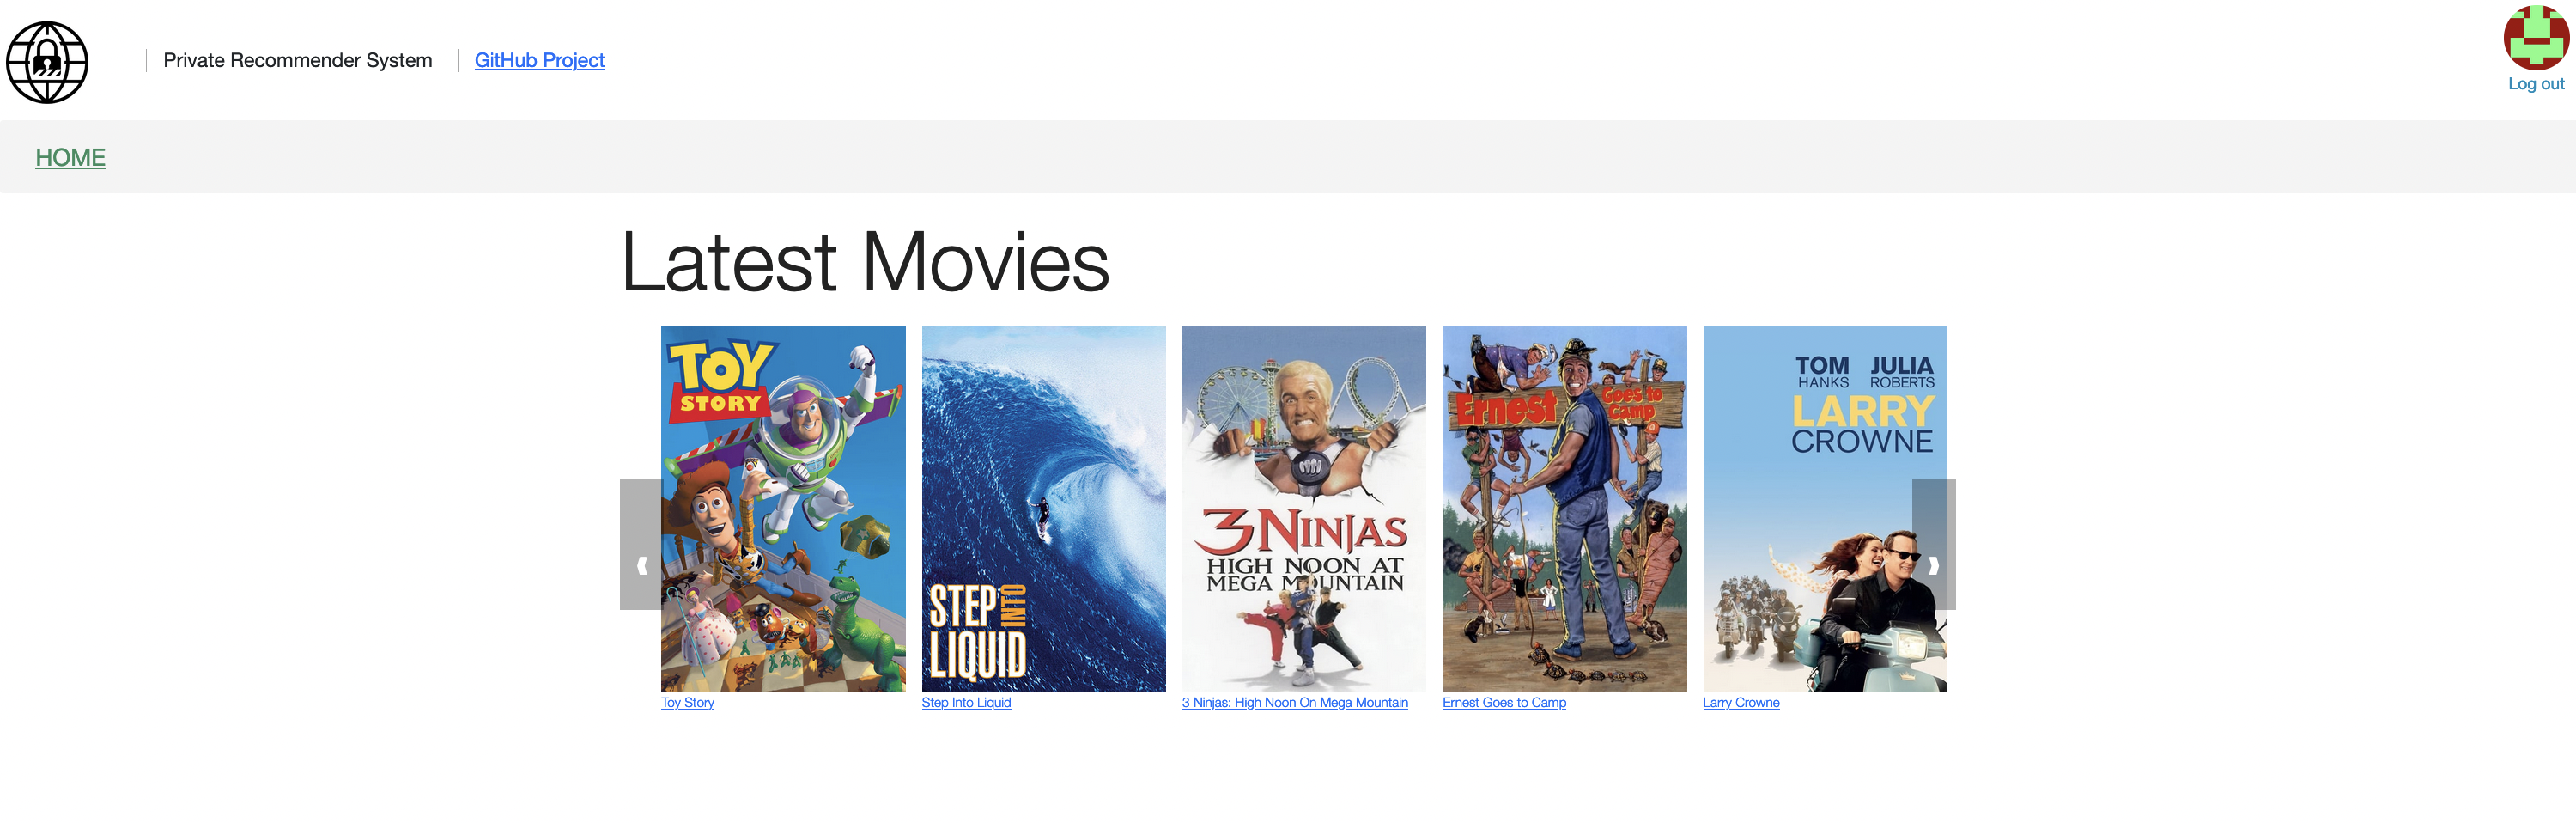 Private Recommender System
GitHub Project
Log out
HOME
Latest Movies
TOY
STORY
STEP INTO
LIQUID
3 NINJAS
HIGH NOON AT
MEGA MOUNTAIN
Ernest Goes to
Camp
TOM JULIA
HANKS ROBERTS
LARRY
CROWNE
Toy Story
Step Into Liquid
3 Ninjas: High Noon On Mega Mountain
Ernest Goes to Camp
Larry Crowne